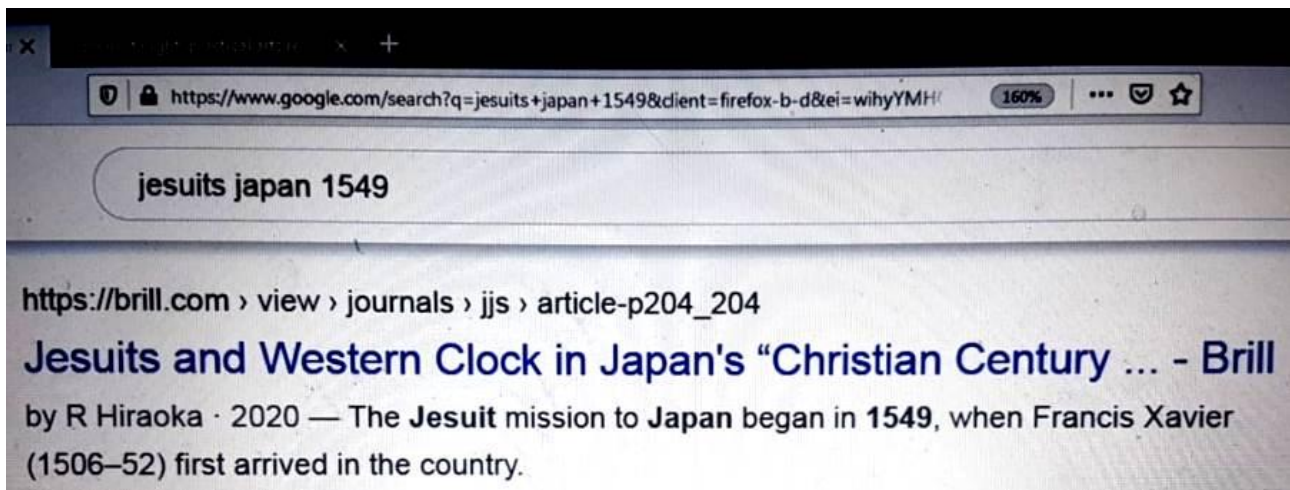 https://www.google.com/search?q=jesuits+japan+1549&client=firefox-b-d&ei=wihyYMH 160%
jesuits japan 1549
https://brill.com › view › journals › jjs › article-p204_204
Jesuits and Western Clock in Japan's “Christian Century ... - Brill
by R Hiraoka · 2020 — The Jesuit mission to Japan began in 1549, when Francis Xavier
(1506–52) first arrived in the country.